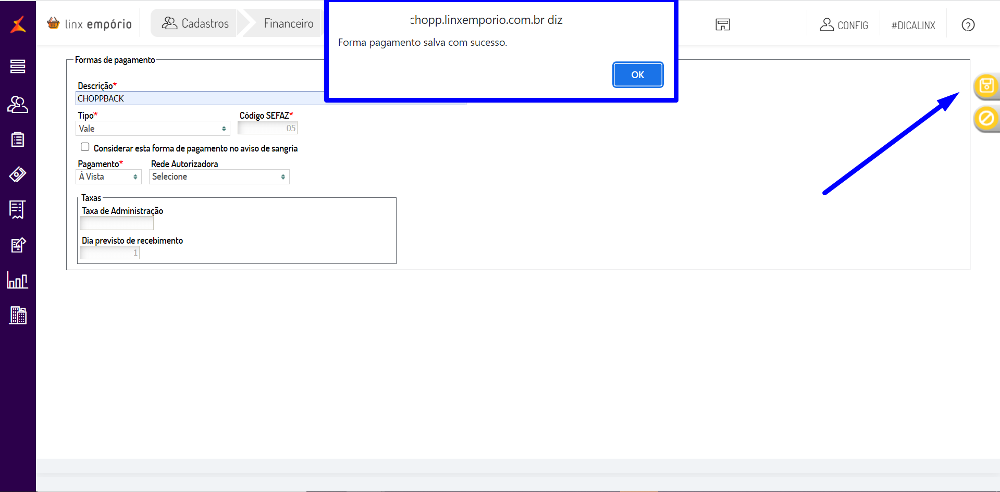 linx empório
Cadastros
Financeiro
chopp.linxemporio.com.br diz
Forma pagamento salva com sucesso.
OK
CONFIG
#DICALINX
Formas de pagamento
Descrição*
CHOPPBACK
Tipo*
Código SEFAZ*
Vale
05
Considerar esta forma de pagamento no aviso de sangria
Pagamento*
Rede Autorizadora
À Vista
Selecione
Taxas
Taxa de Administração
Dia previsto de recebimento
1